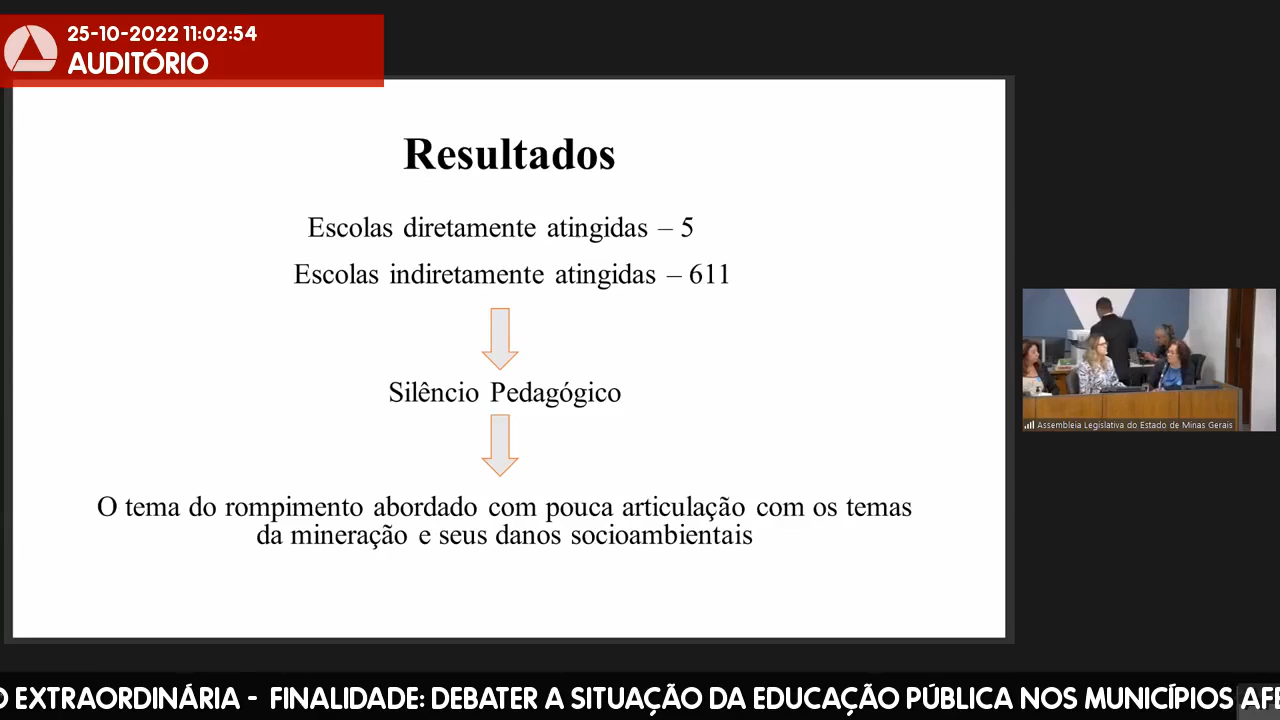 25-10-2022 11:02:54
AUDITÓRIO
Resultados
Escolas diretamente atingidas – 5
Escolas indiretamente atingidas – 611
Silêncio Pedagógico
O tema do rompimento abordado com pouca articulação com os temas
da mineração e seus danos socioambientais
Assembleia Legislativa do Estado de Minas Gerais
O EXTRAORDINÁRIA - FINALIDADE: DEBATER A SITUAÇÃO DA EDUCAÇÃO PÚBLICA NOS MUNICÍPIOS AFE